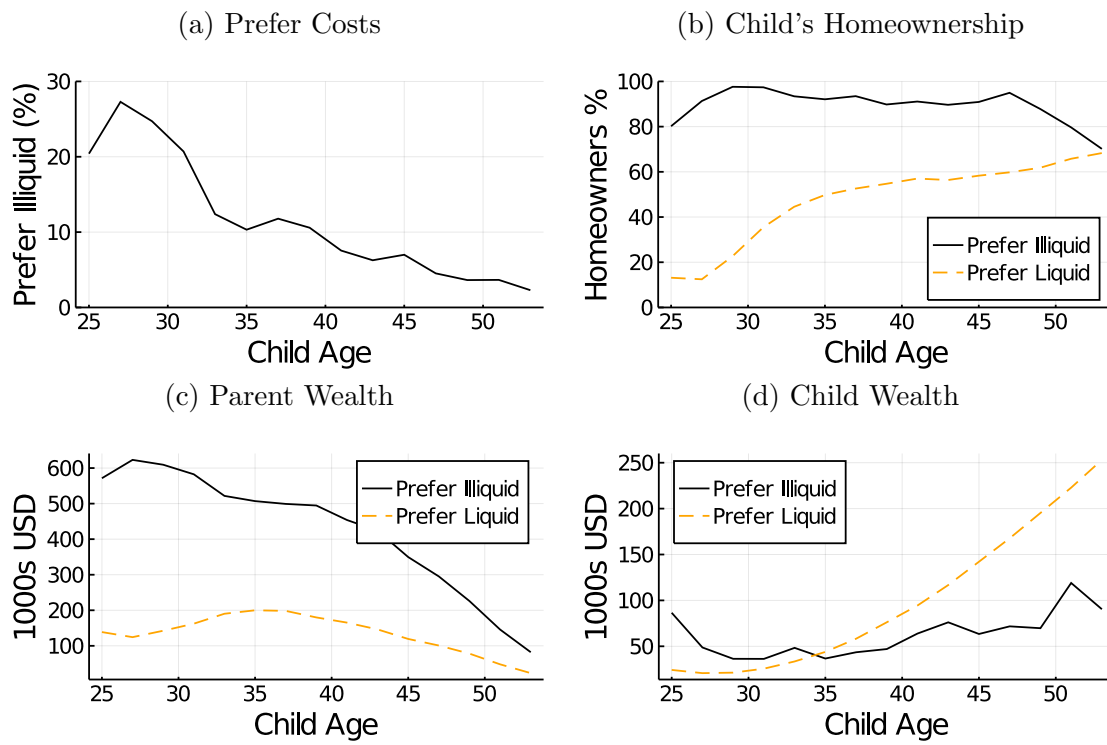 (a) Prefer Costs
Prefer Illiquid (%)
30
20
10
0
25 30 35 40 45 50
Child Age
(b) Child's Homeownership
Homeowners %
100
80
60
40
20
0
Prefer Illiquid
Prefer Liquid
25 30 35 40 45 50
Child Age
(c) Parent Wealth
1000s USD
600
500
400
300
200
100
Prefer Illiquid
Prefer Liquid
25 30 35 40 45 50
Child Age
(d) Child Wealth
1000s USD
250
200
150
100
50
Prefer Illiquid
Prefer Liquid
25 30 35 40 45 50
Child Age